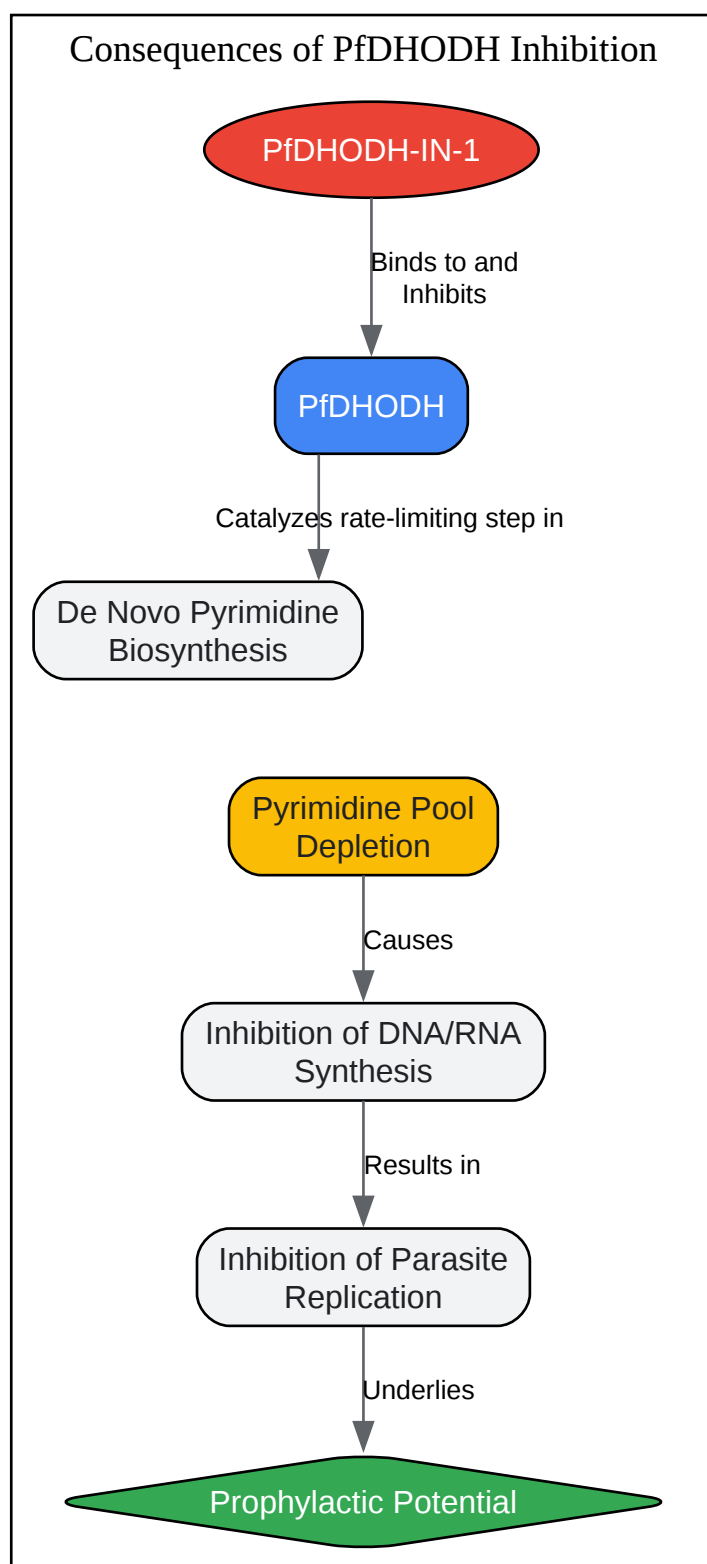 Consequences of PfDHODH Inhibition
PfDHODH-IN-1
Binds to and
Inhibits
PfDHODH
Catalyzes rate-limiting step in
De Novo Pyrimidine
Biosynthesis
Pyrimidine Pool
Depletion
Causes
Inhibition of DNA/RNA
Synthesis
Results in
Inhibition of Parasite
Replication
Underlies
Prophylactic Potential